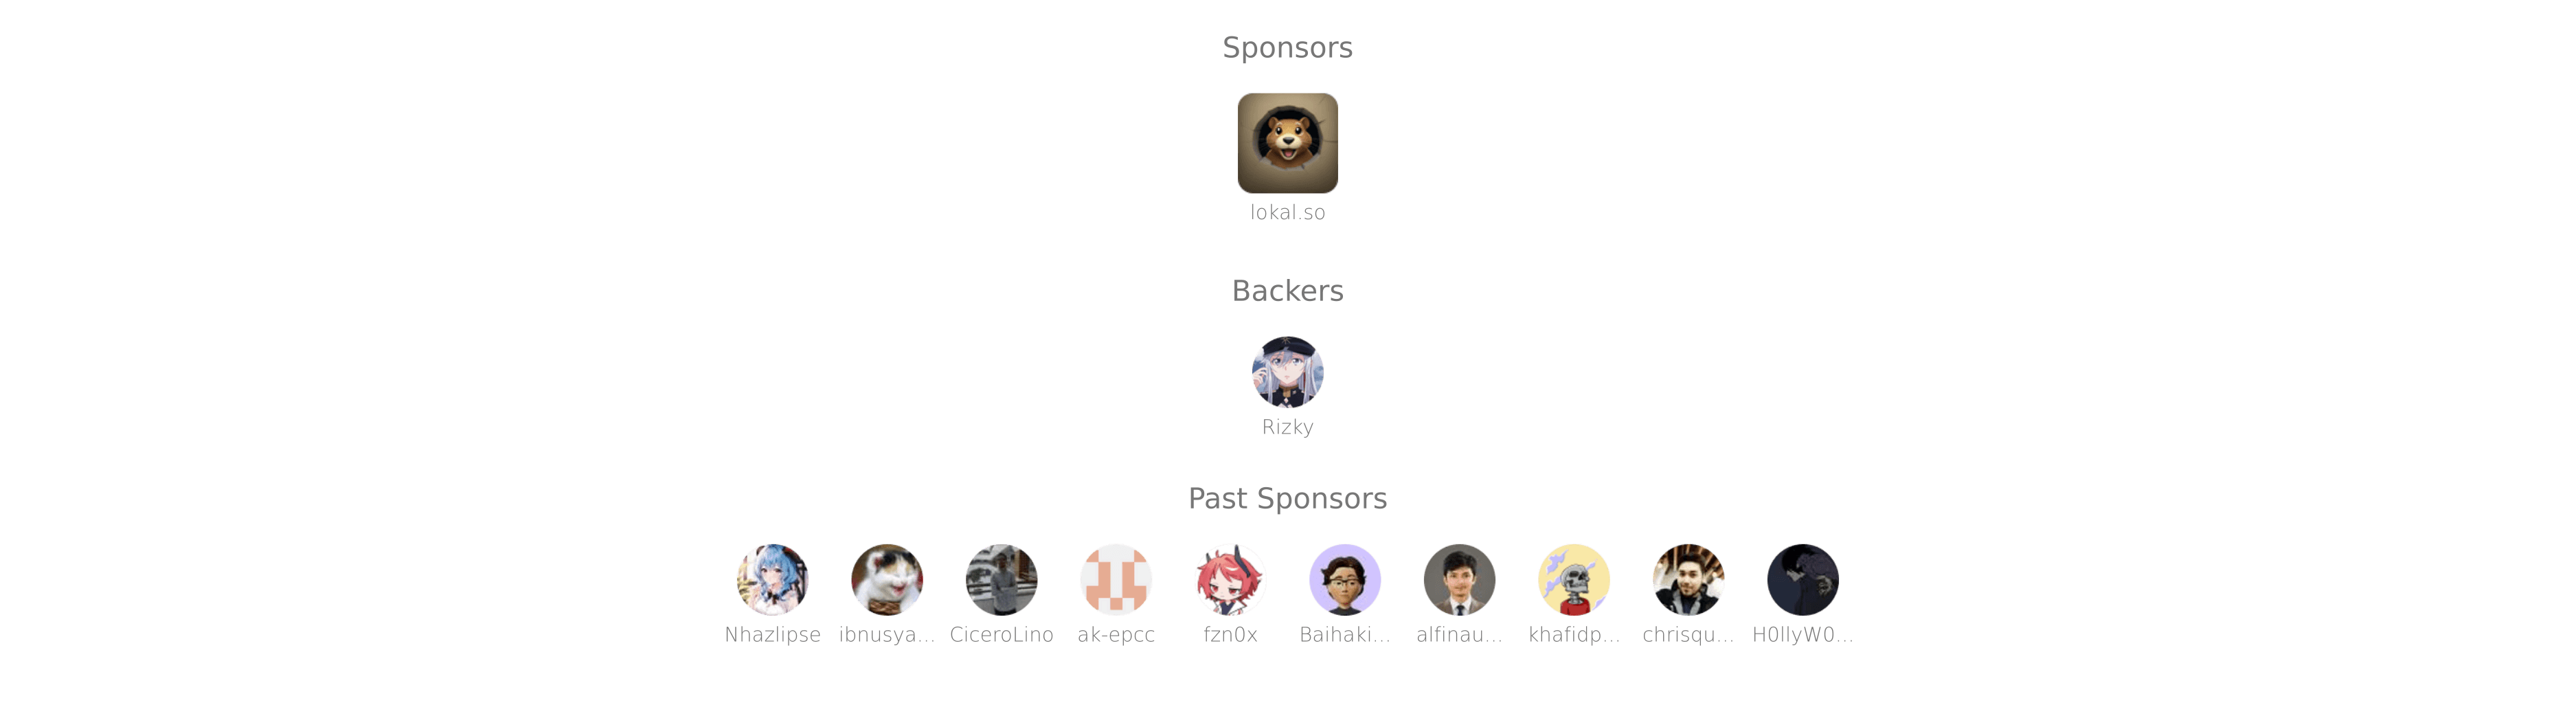 Sponsors
lokal.so
Backers
Rizky
Past Sponsors
Nhazlipse ibnusya... CiceroLino ak-epcc fzn0x Baihaki... alfinau... khafidp... chrisqu... H0llyW0...